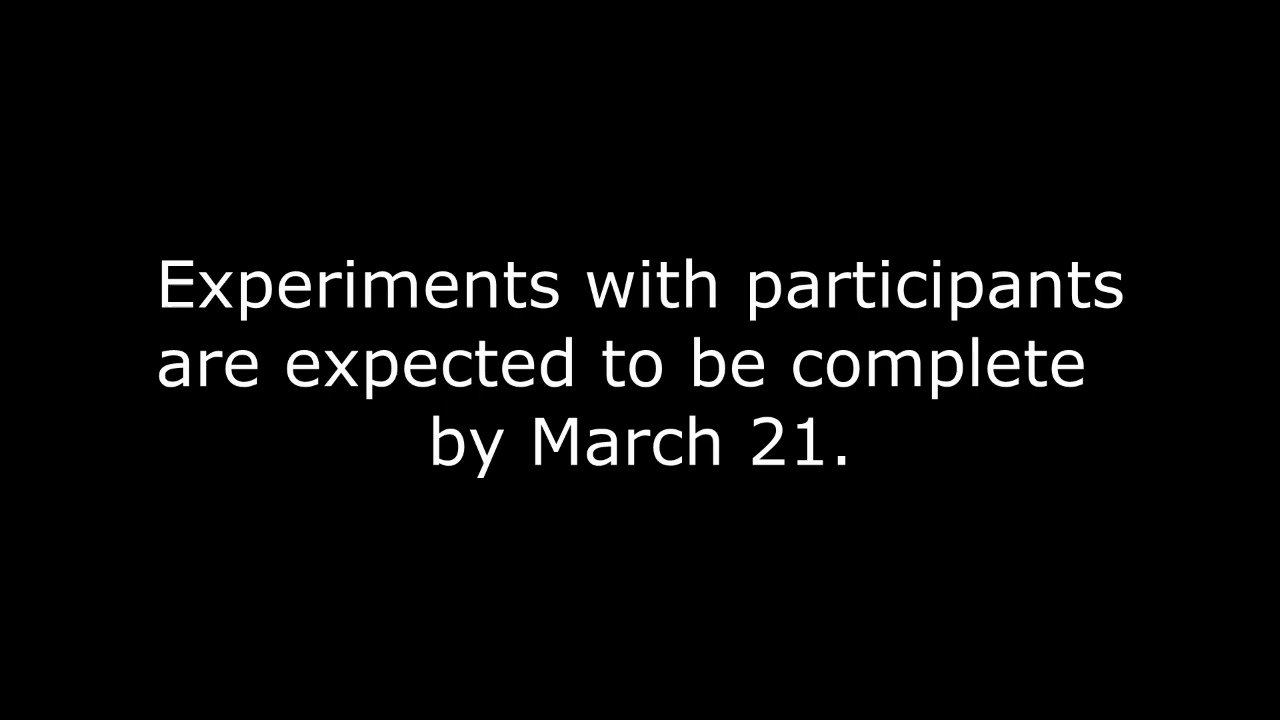 Experiments with participants
are expected to be complete
by March 21.